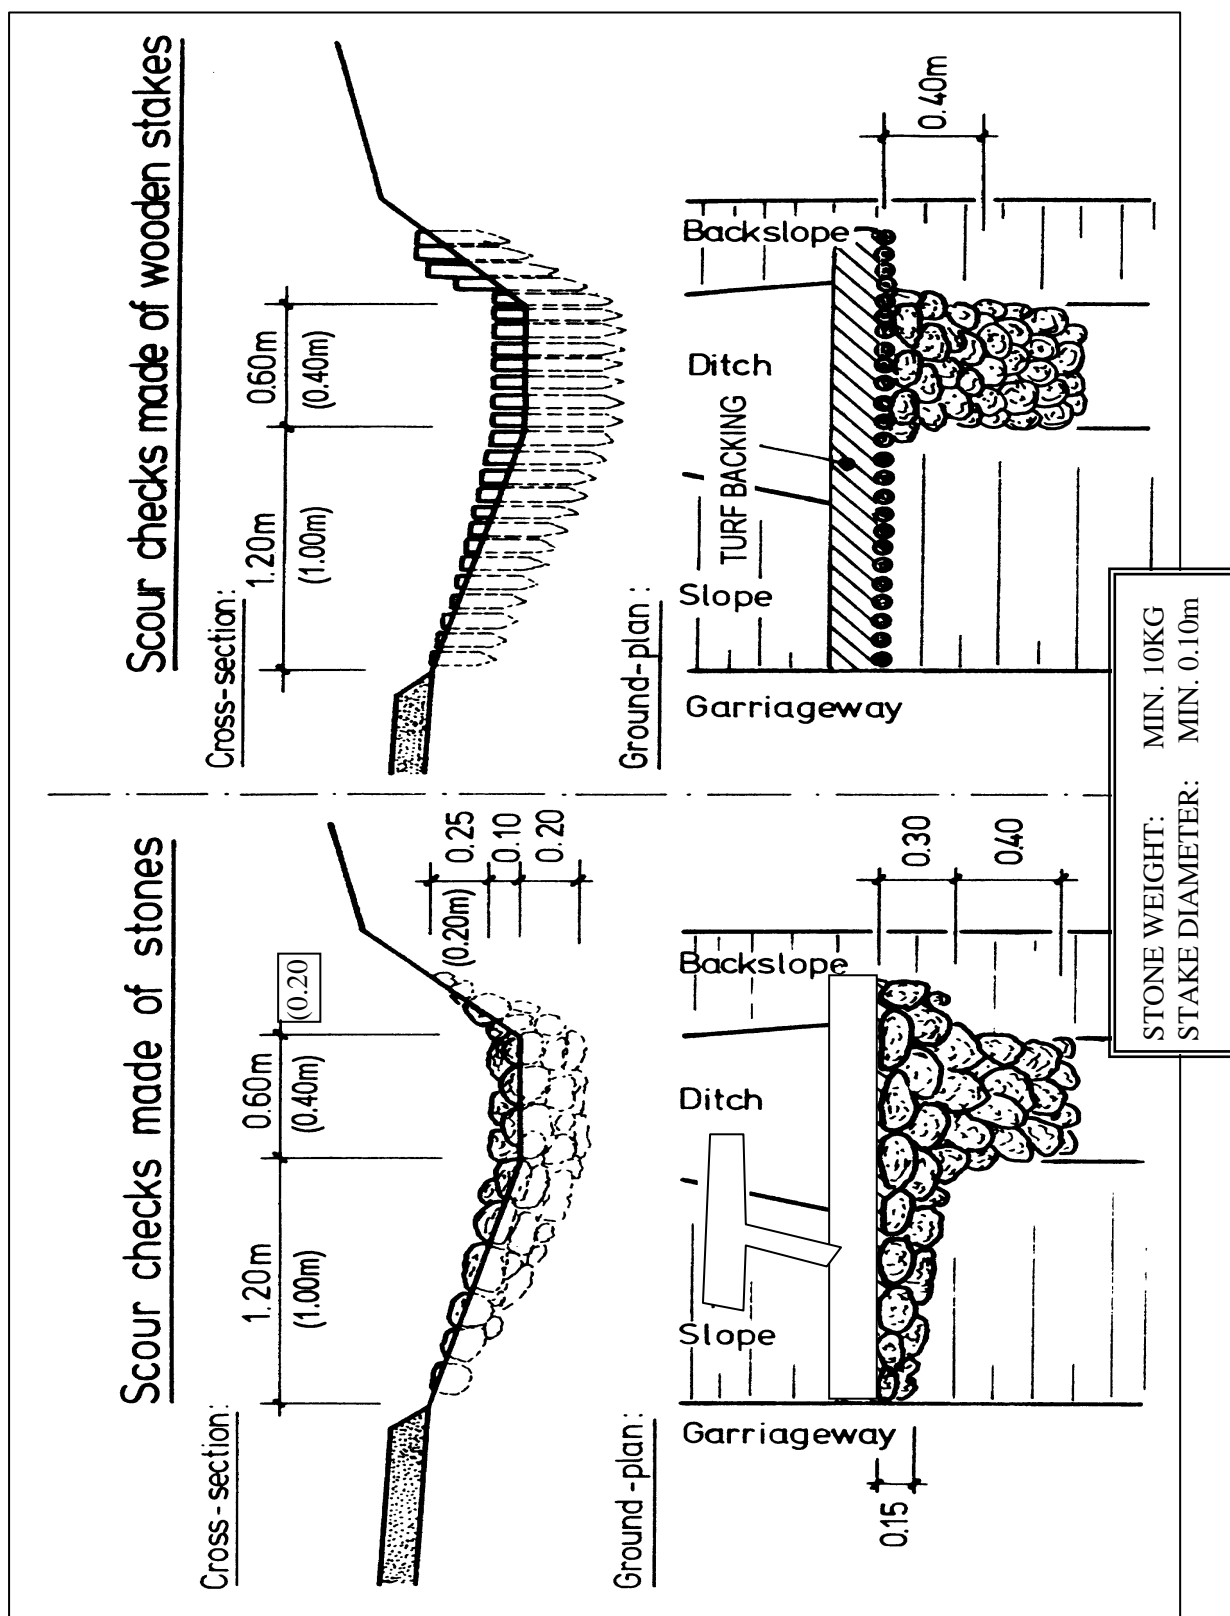 Scour checks made of stones
Cross-section:
1.20m
(1.00m)
0.60m
(0.40m)
(0.20
(0.20m)
0.25
0.10
0.20
Ground-plan:
Garriageway
Slope
Ditch
Backslope
0.15
0.30
0.40
Scour checks made of wooden stakes
Cross-section:
1.20m
(1.00m)
0.60m
(0.40m)
Ground-plan:
Garriageway
Slope
TURF BACKING
Ditch
Backslope
0.40m
STONE WEIGHT: MIN. 10KG
STAKE DIAMETER: MIN. 0.10m